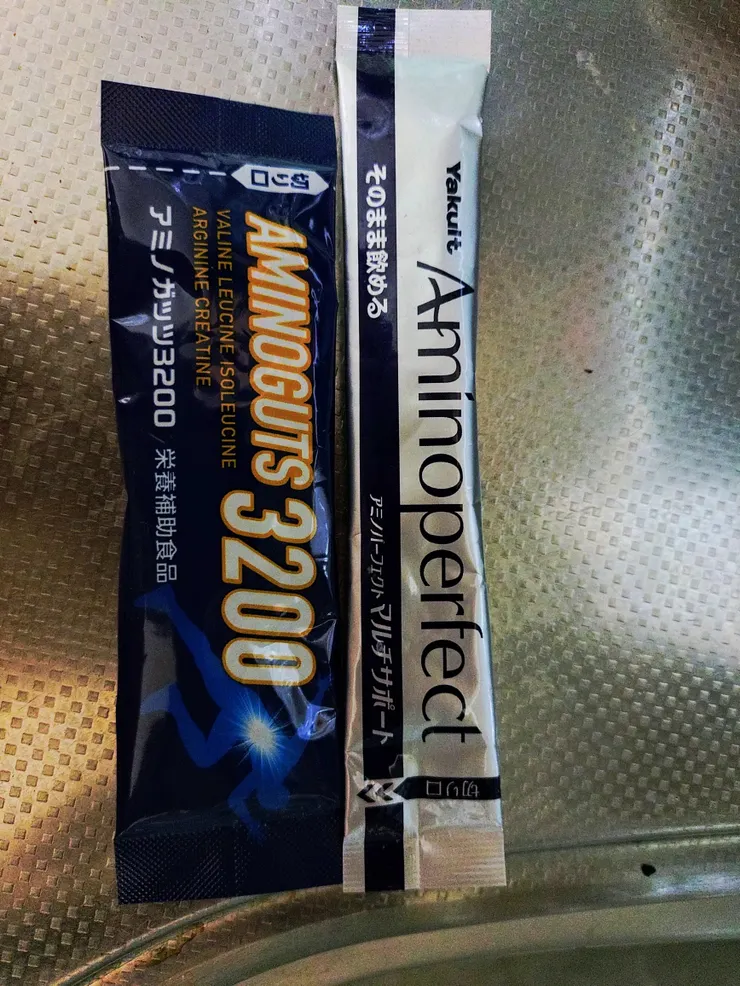 切り口
AMINOGUTS 3200
VALINE LEUCINE ISOLEUCINE
ARGININE CREATINE
アミノガッツ3200 / 栄養補助食品
Yakult
Aminoperfect
そのまま飲める
アミノパーフェクト マルチサポート
切り口